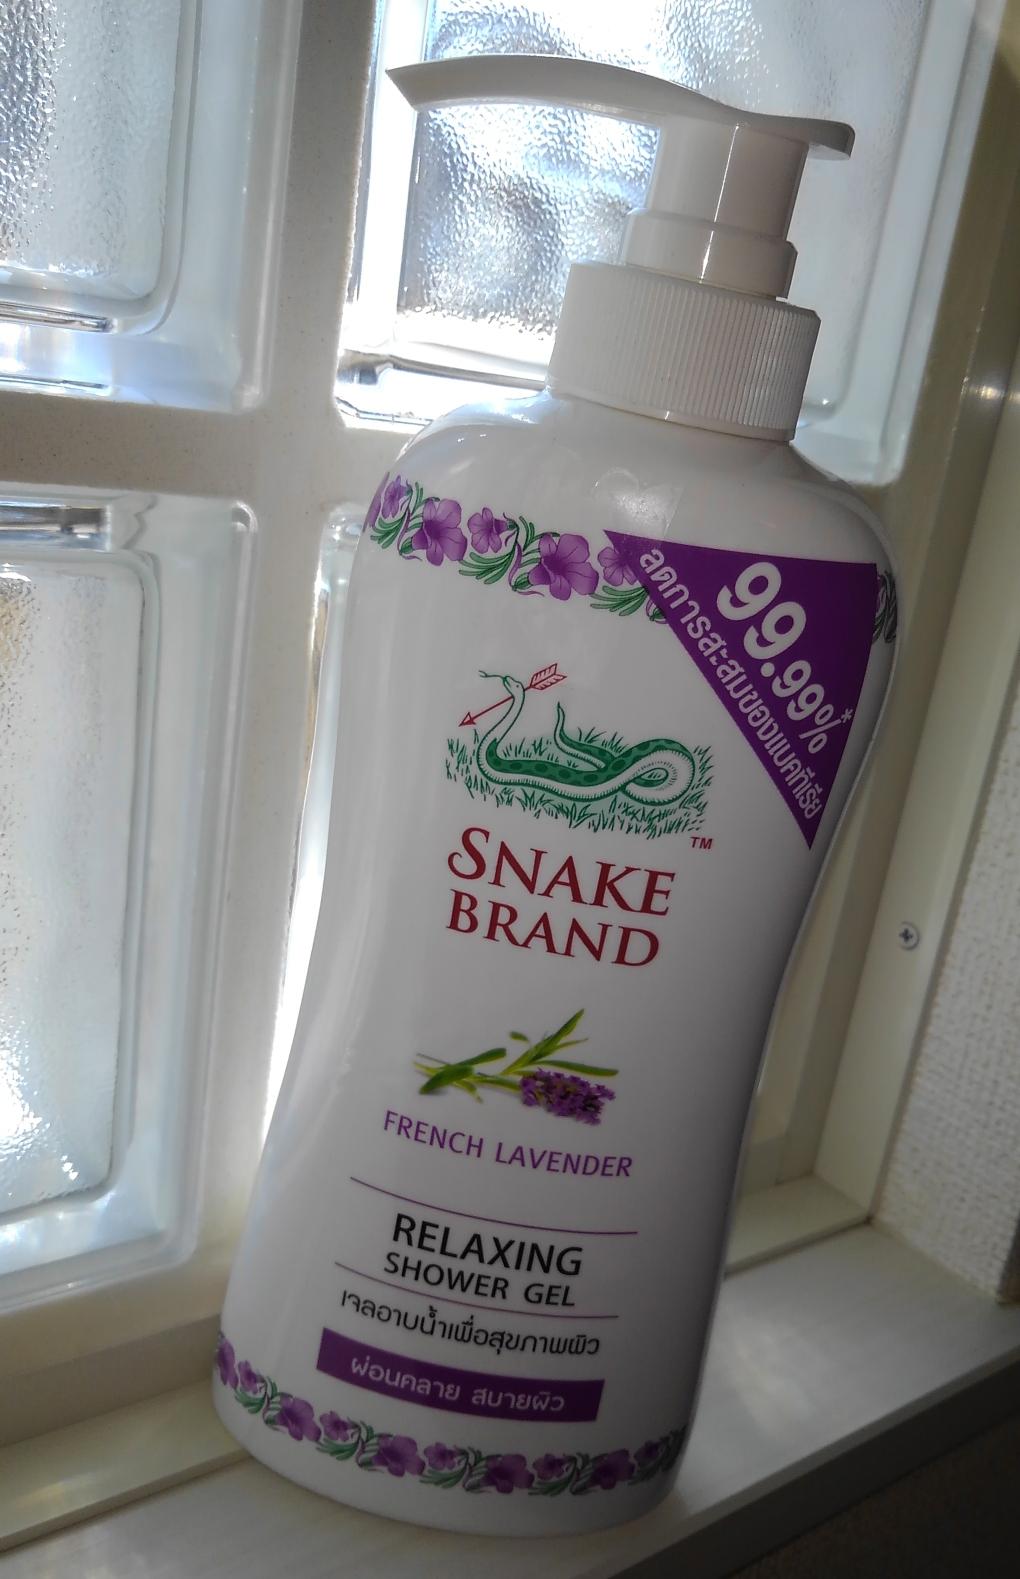 99.99%*
ลดการสะสมของแบคทีเรีย
TM
SNAKE
BRAND
FRENCH LAVENDER
RELAXING
SHOWER GEL
เจลอาบน้ำเพื่อสุขภาพผิว
ผ่อนคลาย สบายผิว